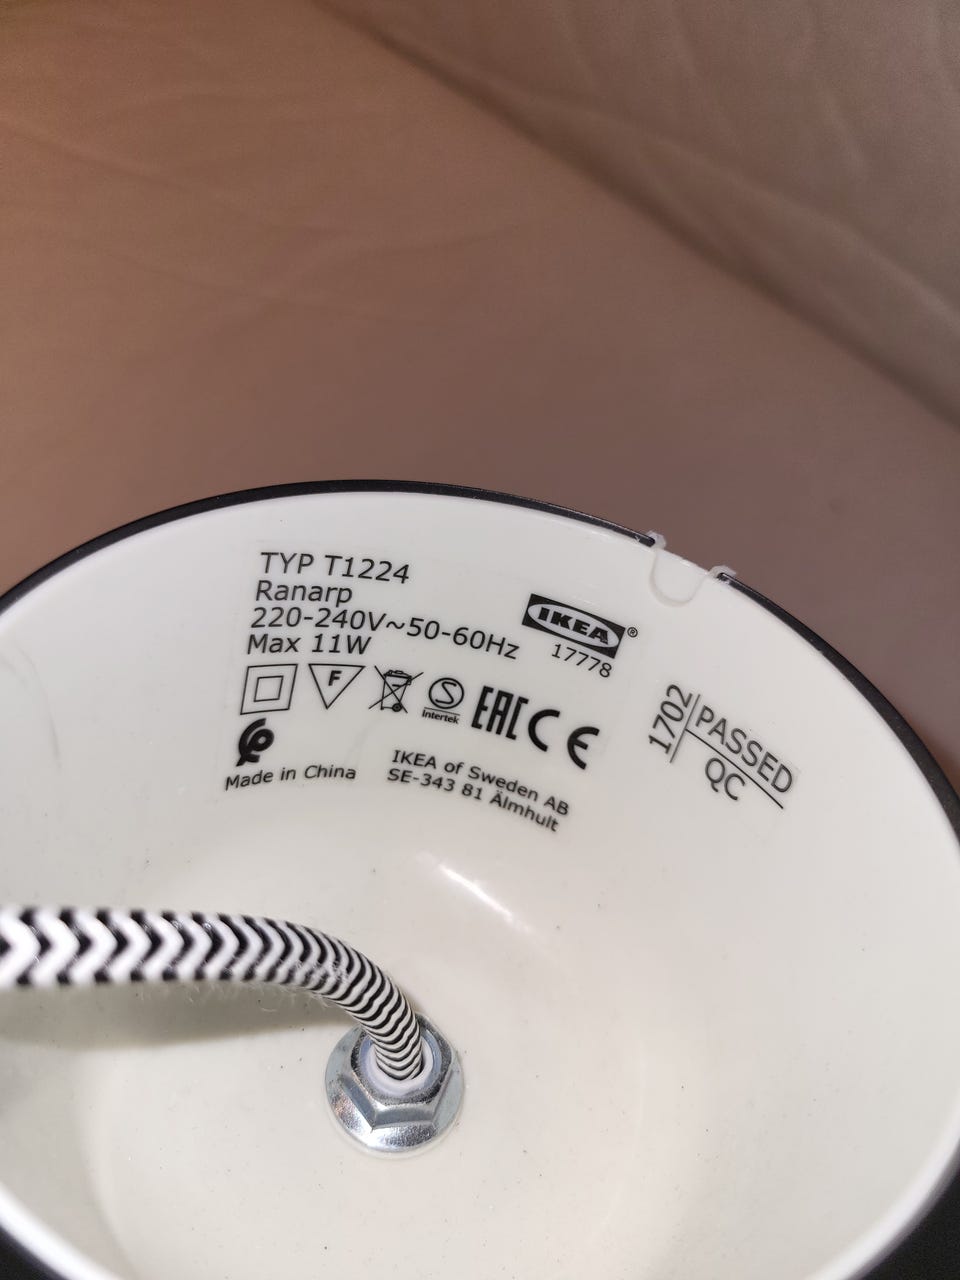 TYP T1224
Ranarp
220-240V~50-60Hz
Max 11W
IKEA®
17778
F
S
Intertek
EAC CE
Made in China
IKEA of Sweden AB
SE-343 81 Älmhult
1702
PASSED
QC